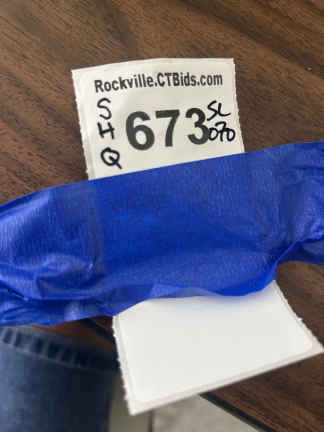 Rockville.CTBids.com
S
H
Q
673
SL
070